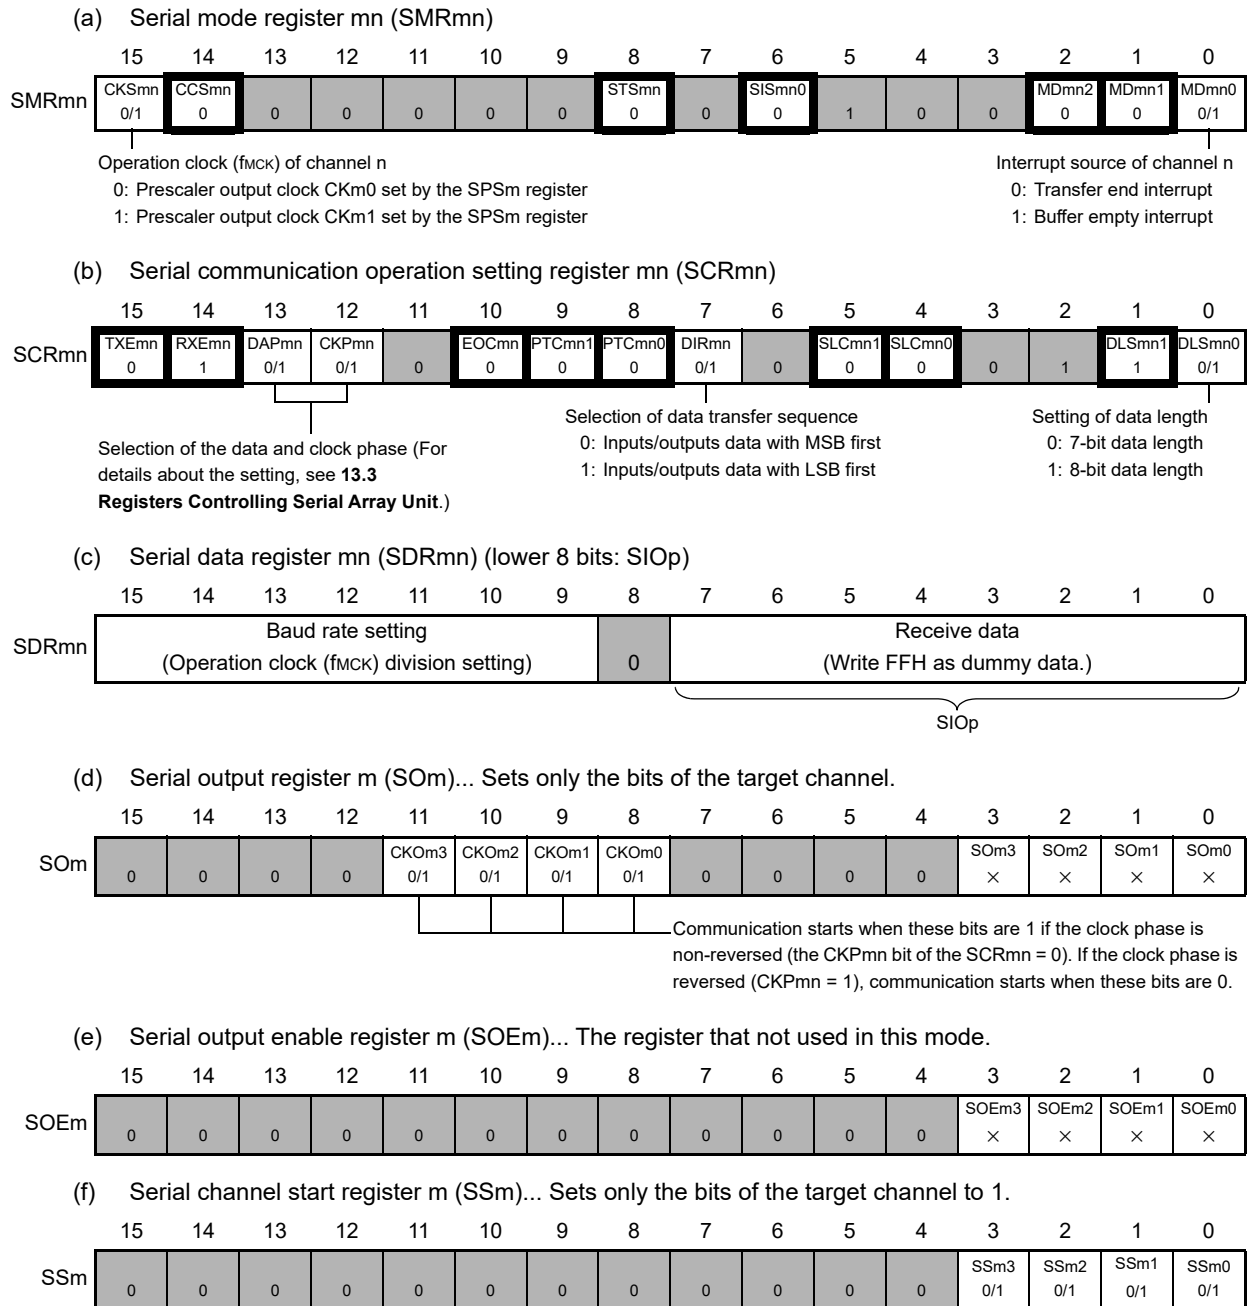 (a) Serial mode register mn (SMRmn)
15 14 13 12 11 10 9 8 7 6 5 4 3 2 1 0
SMRmn
CKSmn CCSmn STSmn SISmn0 MDmn2 MDmn1 MDmn0
0/1 0 0 0 0 0 0 0 0 0 1 0 0 0 0 0/1
Operation clock (fMCK) of channel n
0: Prescaler output clock CKm0 set by the SPSm register
1: Prescaler output clock CKm1 set by the SPSm register
Interrupt source of channel n
0: Transfer end interrupt
1: Buffer empty interrupt
(b) Serial communication operation setting register mn (SCRmn)
15 14 13 12 11 10 9 8 7 6 5 4 3 2 1 0
SCRmn
TXEmn RXEmn DAPmn CKPmn EOCmn PTCmn1 PTCmn0 DIRmn SLCmn1 SLCmn0 DLSmn1 DLSmn0
0 1 0/1 0/1 0 0 0 0 0/1 0 0 0 0 1 1 0/1
Selection of the data and clock phase (For
details about the setting, see 13.3
Registers Controlling Serial Array Unit.)
Selection of data transfer sequence
0: Inputs/outputs data with MSB first
1: Inputs/outputs data with LSB first
Setting of data length
0: 7-bit data length
1: 8-bit data length
(c) Serial data register mn (SDRmn) (lower 8 bits: SIOp)
15 14 13 12 11 10 9 8 7 6 5 4 3 2 1 0
SDRmn
Baud rate setting
(Operation clock (fMCK) division setting)
0
Receive data
(Write FFH as dummy data.)
SIOp
(d) Serial output register m (SOm)... Sets only the bits of the target channel.
15 14 13 12 11 10 9 8 7 6 5 4 3 2 1 0
SOm
CKOm3 CKOm2 CKOm1 CKOm0 SOm3 SOm2 SOm1 SOm0
0 0 0 0 0/1 0/1 0/1 0/1 0 0 0 0 × × × ×
Communication starts when these bits are 1 if the clock phase is
non-reversed (the CKPmn bit of the SCRmn = 0). If the clock phase is
reversed (CKPmn = 1), communication starts when these bits are 0.
(e) Serial output enable register m (SOEm)... The register that not used in this mode.
15 14 13 12 11 10 9 8 7 6 5 4 3 2 1 0
SOEm
SOEm3 SOEm2 SOEm1 SOEm0
0 0 0 0 0 0 0 0 0 0 0 0 × × × ×
(f) Serial channel start register m (SSm)... Sets only the bits of the target channel to 1.
15 14 13 12 11 10 9 8 7 6 5 4 3 2 1 0
SSm
SSm3 SSm2 SSm1 SSm0
0 0 0 0 0 0 0 0 0 0 0 0 0/1 0/1 0/1 0/1